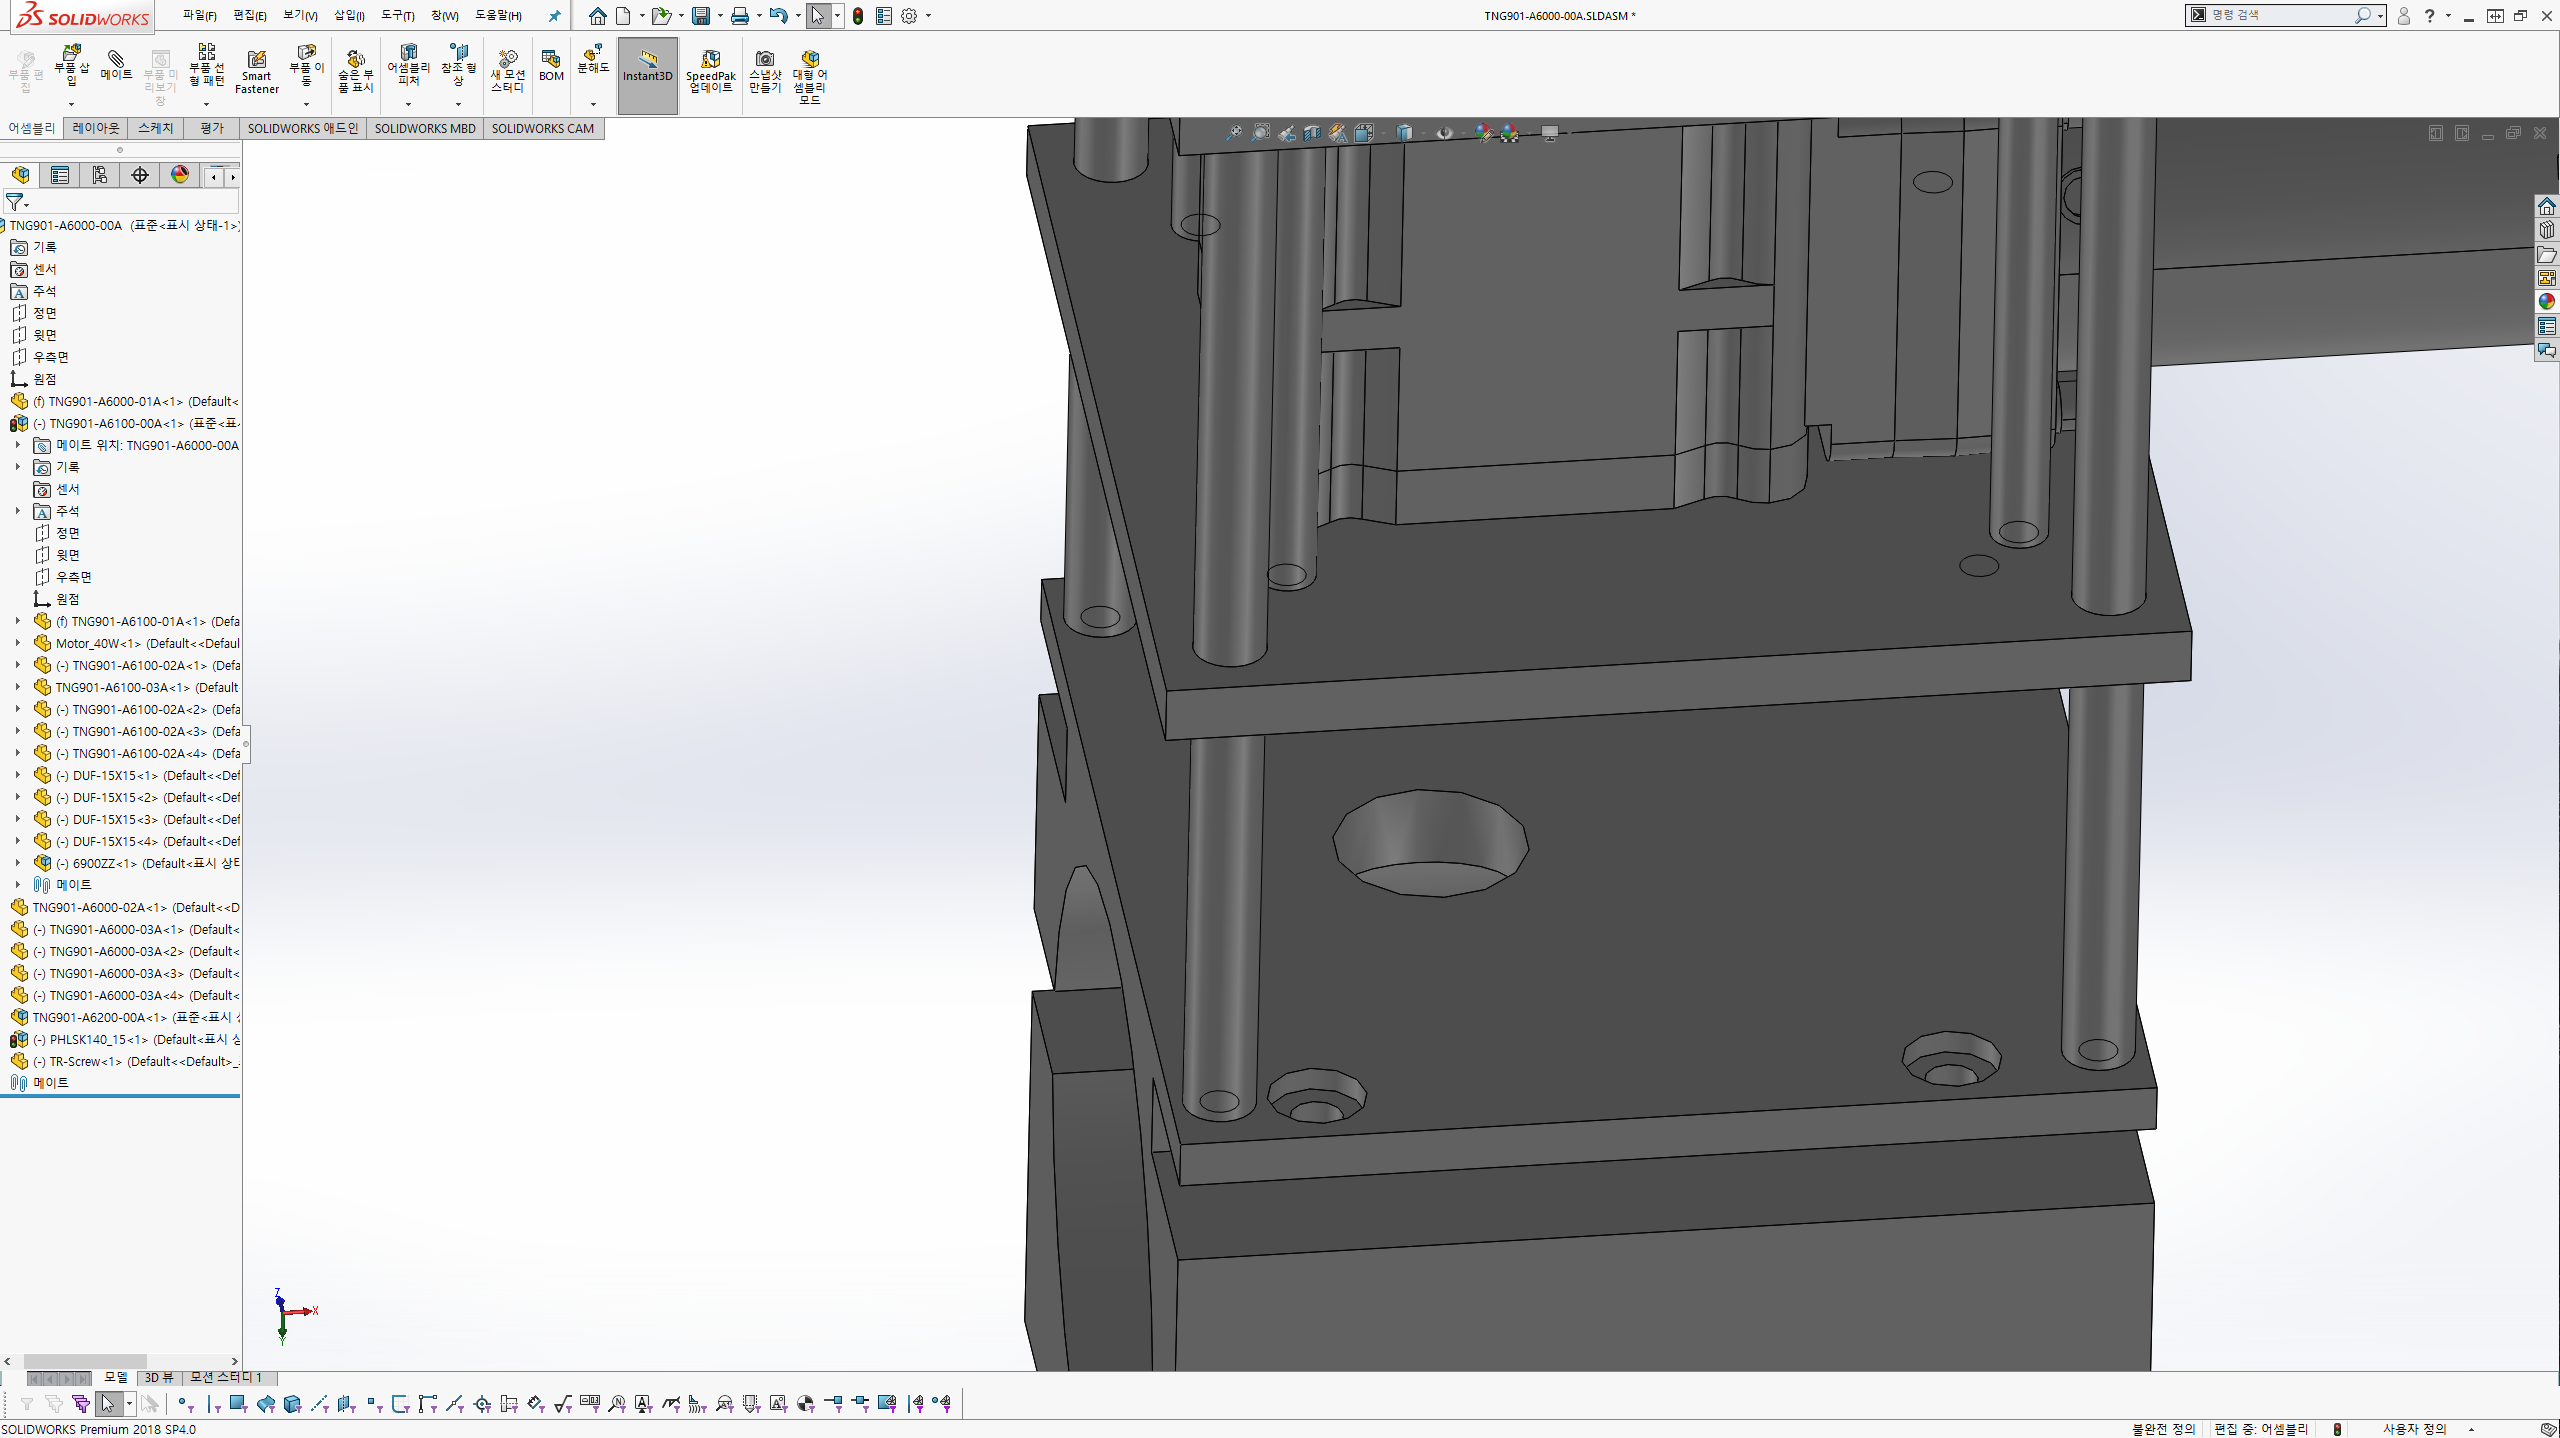 SOLIDWORKS 파일(F) 편집(E) 보기(V) 삽입(I) 도구(T) 창(W) 도움말(H) TNG901-A6000-00A.SLDASM * 명령 검색
부품 편집
부품 삽입
메이트
부품 미리보기 창
부품 선형 패턴
Smart Fastener
부품 이동
숨은 부품 표시
어셈블리 피처
참조 형상
새 모션 스터디
BOM
분해도
Instant3D
SpeedPak 업데이트
스냅샷 만들기
대형 어셈블리 모드
어셈블리 레이아웃 스케치 평가 SOLIDWORKS 애드인 SOLIDWORKS MBD SOLIDWORKS CAM
TNG901-A6000-00A (표준<표시 상태-1>)
기록
센서
주석
정면
윗면
우측면
원점
(f) TNG901-A6000-01A<1> (Default<
(-) TNG901-A6100-00A<1> (표준<표
메이트 위치: TNG901-A6000-00A
기록
센서
주석
정면
윗면
우측면
원점
(f) TNG901-A6100-01A<1> (Defa
Motor_40W<1> (Default<<Defaul
(-) TNG901-A6100-02A<1> (Defa
TNG901-A6100-03A<1> (Default
(-) TNG901-A6100-02A<2> (Defa
(-) TNG901-A6100-02A<3> (Defa
(-) TNG901-A6100-02A<4> (Defa
(-) DUF-15X15<1> (Default<<Def
(-) DUF-15X15<2> (Default<<Def
(-) DUF-15X15<3> (Default<<Def
(-) DUF-15X15<4> (Default<<Def
(-) 6900ZZ<1> (Default<표시 상태
메이트
TNG901-A6000-02A<1> (Default<<D
(-) TNG901-A6000-03A<1> (Default<
(-) TNG901-A6000-03A<2> (Default<
(-) TNG901-A6000-03A<3> (Default<
(-) TNG901-A6000-03A<4> (Default<
TNG901-A6200-00A<1> (표준<표시 상
(-) PHLSK140_15<1> (Default<표시 상
(-) TR-Screw<1> (Default<<Default>_
메이트
Z
X
Y
모델 3D 뷰 모션 스터디 1
SOLIDWORKS Premium 2018 SP4.0 불완전 정의 편집 중: 어셈블리 사용자 정의